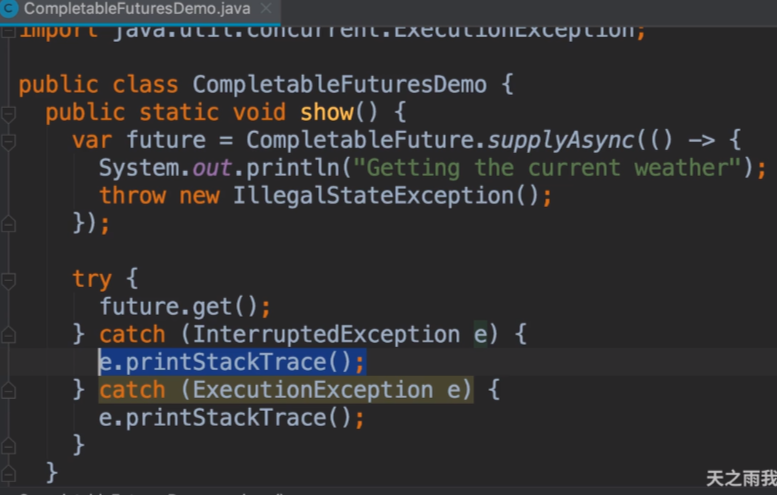 CompletableFuturesDemo.java
import java.util.concurrent.ExecutionException;
public class CompletableFuturesDemo {
public static void show() {
var future = CompletableFuture.supplyAsync(() -> {
System.out.println("Getting the current weather");
throw new IllegalStateException();
});
try {
future.get();
} catch (InterruptedException e) {
e.printStackTrace();
} catch (ExecutionException e) {
e.printStackTrace();
}
}
天之雨我